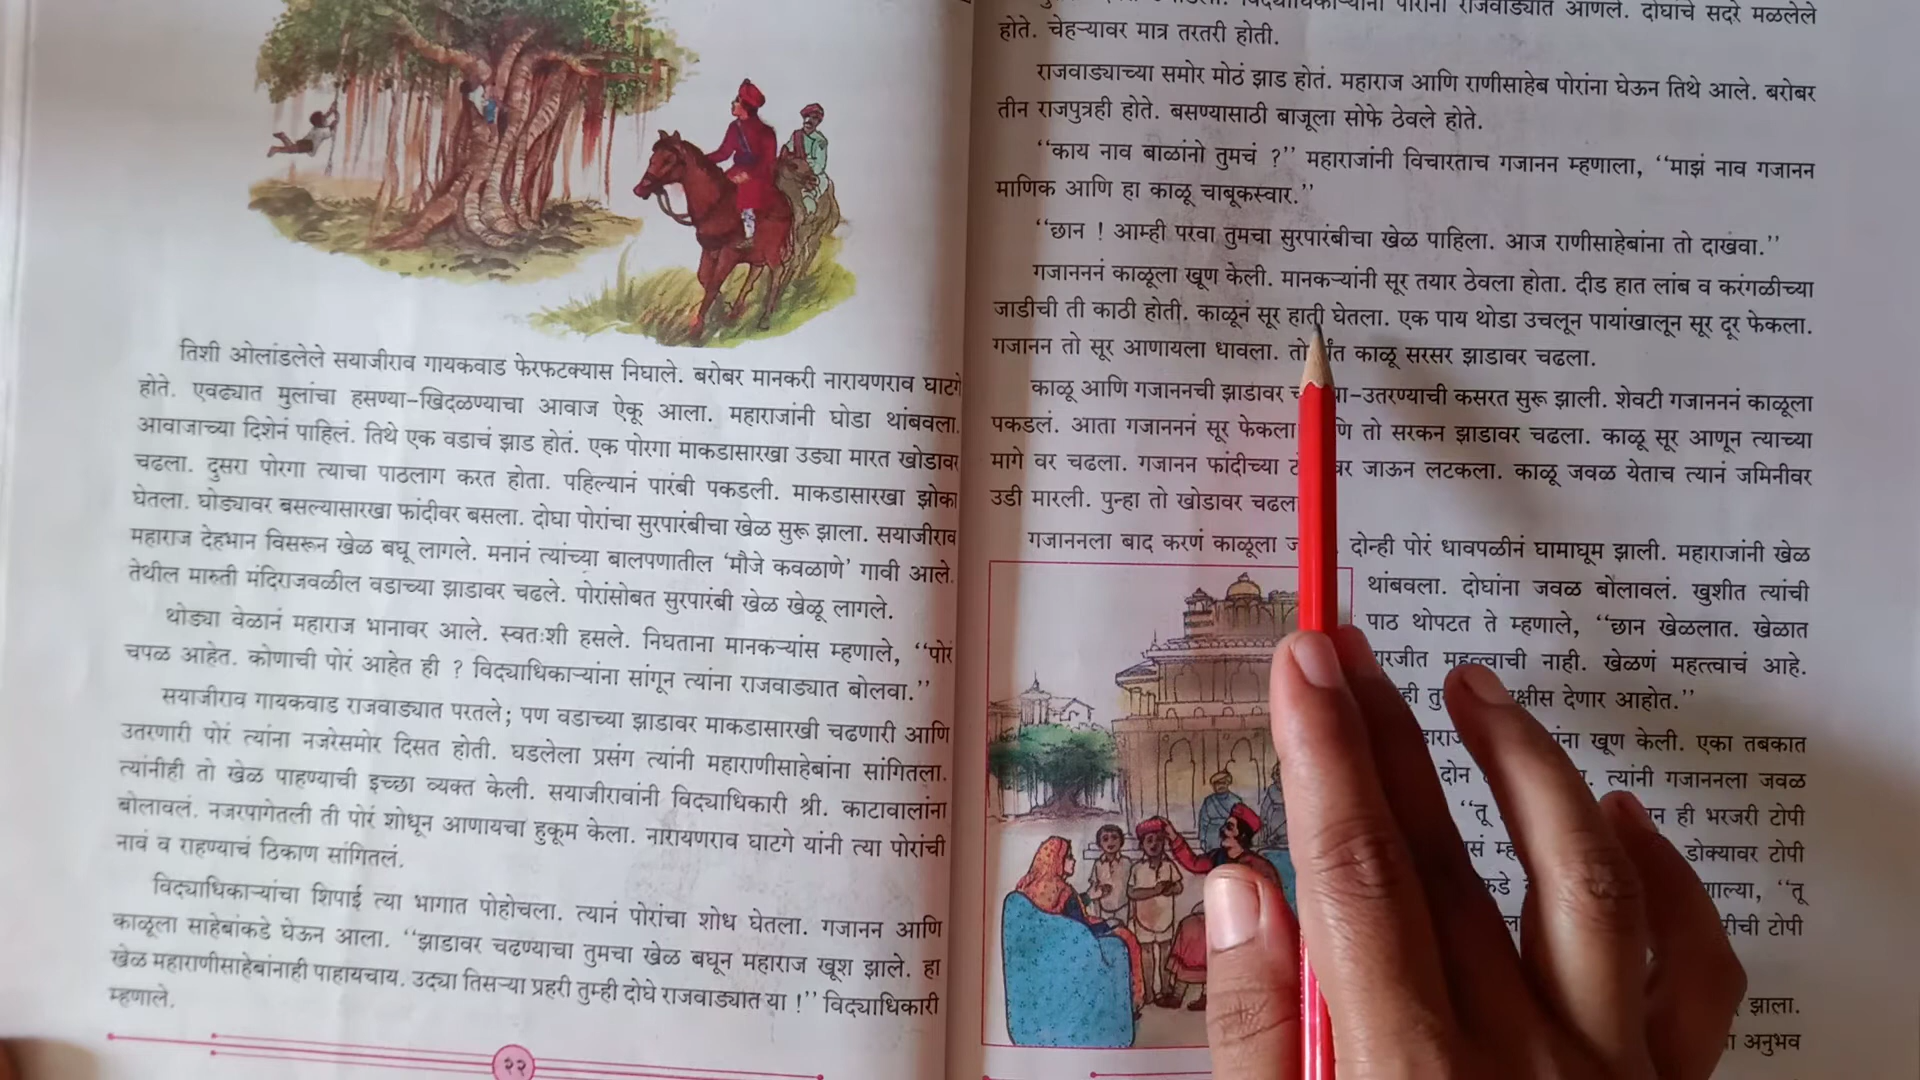 तिशी ओलांडलेले सयाजीराव गायकवाड फेरफटक्यास निघाले. बरोबर मानकरी नारायणराव घाटगे
होते. एवढ्यात मुलांचा हसण्या-खिदळण्याचा आवाज ऐकू आला. महाराजांनी घोडा थांबवला.
आवाजाच्या दिशेनं पाहिलं. तिथे एक वडाचं झाड होतं. एक पोरगा माकडासारखा उड्या मारत खोडावर
चढला. दुसरा पोरगा त्याचा पाठलाग करत होता. पहिल्यानं पारंबी पकडली. माकडासारखा झोका
घेतला. घोड्यावर बसल्यासारखा फांदीवर बसला. दोघा पोरांचा सुरपारंबीचा खेळ सुरू झाला. सयाजीराव
महाराज देहभान विसरून खेळ बघू लागले. मनानं त्यांच्या बालपणातील ‘मौजे कवळाणे’ गावी आले.
तेथील मारुती मंदिराजवळील वडाच्या झाडावर चढले. पोरांसोबत सुरपारंबी खेळ खेळू लागले.
थोड्या वेळानं महाराज भानावर आले. स्वतःशी हसले. निघताना मानकऱ्यांस म्हणाले, ‘‘पोरं
चपळ आहेत. कोणाची पोरं आहेत ही ? विद्याधिकाऱ्यांना सांगून त्यांना राजवाड्यात बोलवा.’’
सयाजीराव गायकवाड राजवाड्यात परतले; पण वडाच्या झाडावर माकडासारखी चढणारी आणि
उतरणारी पोरं त्यांना नजरेसमोर दिसत होती. घडलेला प्रसंग त्यांनी महाराणीसाहेबांना सांगितला.
त्यांनीही तो खेळ पाहण्याची इच्छा व्यक्त केली. सयाजीरावांनी विद्याधिकारी श्री. काटावालांना
बोलावलं. नजरपागेतली ती पोरं शोधून आणायचा हुकूम केला. नारायणराव घाटगे यांनी त्या पोरांची
नावं व राहण्याचं ठिकाण सांगितलं.
विद्याधिकाऱ्यांचा शिपाई त्या भागात पोहोचला. त्यानं पोरांचा शोध घेतला. गजानन आणि
काळूला साहेबांकडे घेऊन आला. ‘‘झाडावर चढण्याचा तुमचा खेळ बघून महाराज खूश झाले. हा
खेळ महाराणीसाहेबांनाही पाहायचाय. उद्या तिसऱ्या प्रहरी तुम्ही दोघे राजवाड्यात या !’’ विद्याधिकारी
म्हणाले.
२२
विद्याधिकाऱ्यांनी पोरांना राजवाड्यात आणले. दोघांचे सदरे मळलेले
होते. चेहऱ्यावर मात्र तरतरी होती.
राजवाड्याच्या समोर मोठं झाड होतं. महाराज आणि राणीसाहेब पोरांना घेऊन तिथे आले. बरोबर
तीन राजपुत्रही होते. बसण्यासाठी बाजूला सोफे ठेवले होते.
‘‘काय नाव बाळांनो तुमचं ?’’ महाराजांनी विचारताच गजानन म्हणाला, ‘‘माझं नाव गजानन
माणिक आणि हा काळू चाबूकस्वार.’’
‘‘छान ! आम्ही परवा तुमचा सुरपारंबीचा खेळ पाहिला. आज राणीसाहेबांना तो दाखवा.’’
गजाननं काळूला खूण केली. मानकऱ्यांनी सूर तयार ठेवला होता. दीड हात लांब व करंगळीच्या
जाडीची ती काठी होती. काळूनं सूर हाती घेतला. एक पाय थोडा उचलून पायांखालून सूर दूर फेकला.
गजानन तो सूर आणायला धावला. काळू सरसर झाडावर चढला.
काळू आणि गजाननची झाडावर -उतरण्याची कसरत सुरू झाली. शेवटी गजाननं काळूला
पकडलं. आता गजाननं सूर फेकला तो सरकन झाडावर चढला. काळू सूर आणून त्याच्या
मागे वर चढला. गजानन फांदीच्या जाऊन लटकला. काळू जवळ येताच त्यानं जमिनीवर
उडी मारली. पुन्हा तो खोडावर चढला
गजाननला बाद करणं काळूला दोन्ही पोरं धावपळीनं घामाघूम झाली. महाराजांनी खेळ
थांबवला. दोघांना जवळ बोलावलं. खुशीत त्यांची
पाठ थोपटत ते म्हणाले, ‘‘छान खेळलात. खेळात
महत्त्वाची नाही. खेळणं महत्त्वाचं आहे.
देणार आहोत.’’
खूण केली. एका तबकात
दोन त्यांनी गजाननला जवळ
‘‘तू ही भरजरी टोपी
डोक्यावर टोपी
‘‘तू
टोपी
झाला.
अनुभव